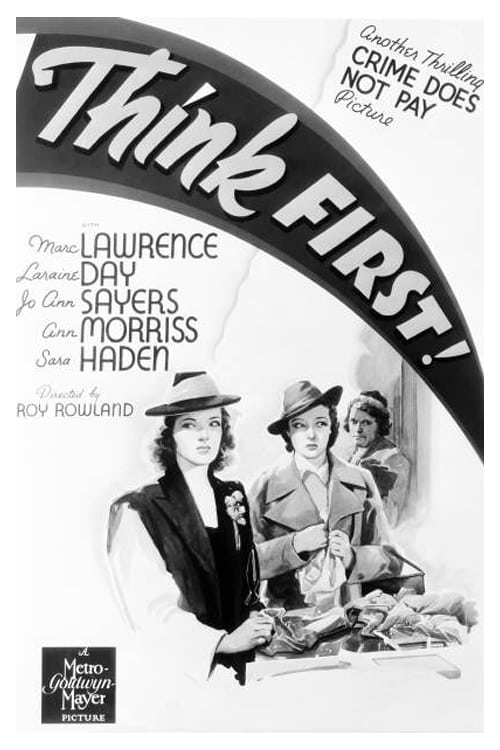 Another Thrilling
CRIME DOES
NOT PAY
Picture
Think FIRST!
WITH
Marc LAWRENCE
Laraine DAY
Jo Ann SAYERS
Ann MORRISS
Sara HADEN
Directed by
ROY ROWLAND
A
Metro-
Goldwyn-
Mayer
PICTURE